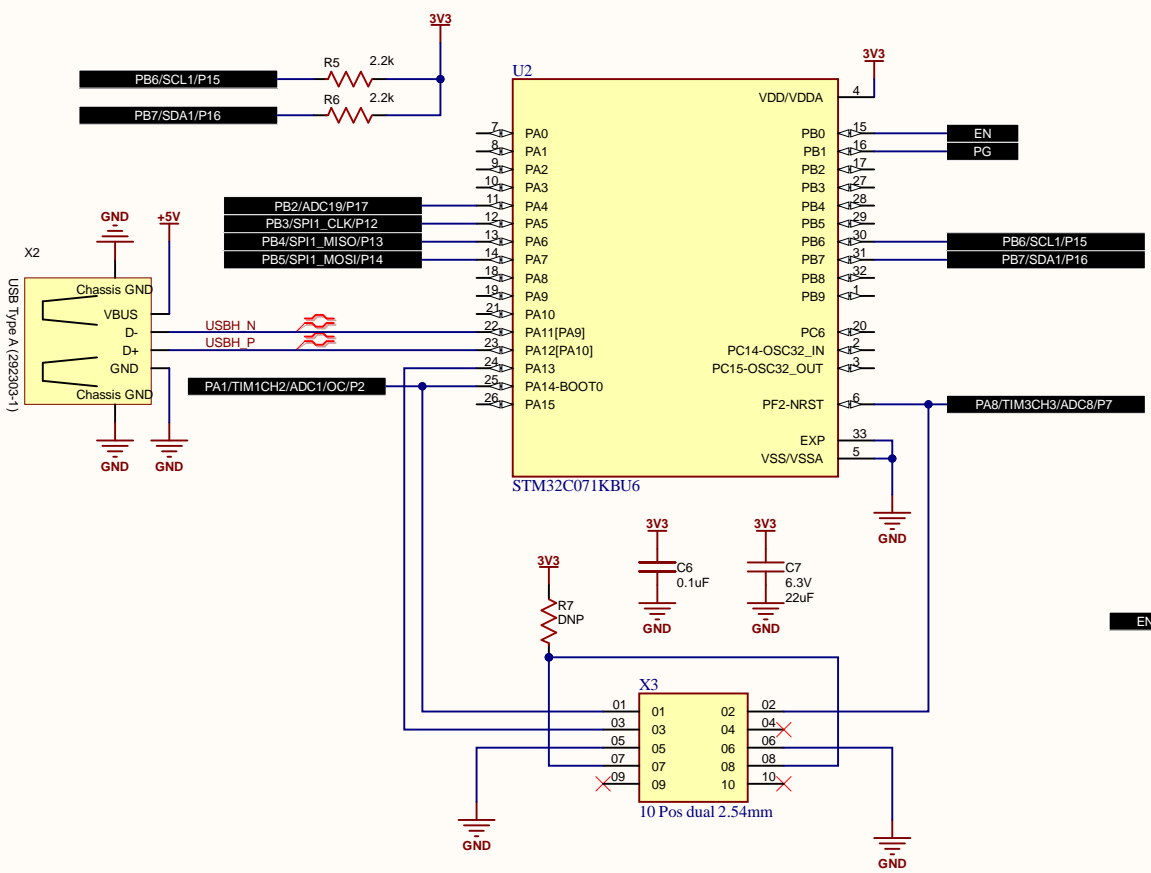 3V3
R5 2.2k
PB6/SCL1/P15
R6 2.2k
PB7/SDA1/P16
U2
3V3
VDD/VDDA 4
7 PA0
8 PA1
9 PA2
10 PA3
11 PA4
12 PA5
13 PA6
14 PA7
18 PA8
19 PA9
21 PA10
22 PA11[PA9]
23 PA12[PA10]
24 PA13
25 PA14-BOOT0
26 PA15
PB0 15
PB1 16
PB2 17
PB3 27
PB4 28
PB5 29
PB6 30
PB7 31
PB8 32
PB9 1
PC6 20
PC14-OSC32_IN 2
PC15-OSC32_OUT 3
PF2-NRST 6
EXP 33
VSS/VSSA 5
STM32C071KBU6
EN
PG
PB6/SCL1/P15
PB7/SDA1/P16
PA8/TIM3CH3/ADC8/P7
GND
PB2/ADC19/P17
PB3/SPI1_CLK/P12
PB4/SPI1_MISO/P13
PB5/SPI1_MOSI/P14
GND
+5V
X2
USB Type A (292303-1)
Chassis GND
VBUS
D-
D+
GND
Chassis GND
USBH_N
USBH_P
GND
GND
PA1/TIM1CH2/ADC1/OC/P2
3V3
C6
0.1uF
GND
3V3
C7
6.3V
22uF
GND
3V3
R7
DNP
EN
X3
01 01 02 02
03 03 04 04
05 05 06 06
07 07 08 08
09 09 10 10
10 Pos dual 2.54mm
GND
GND